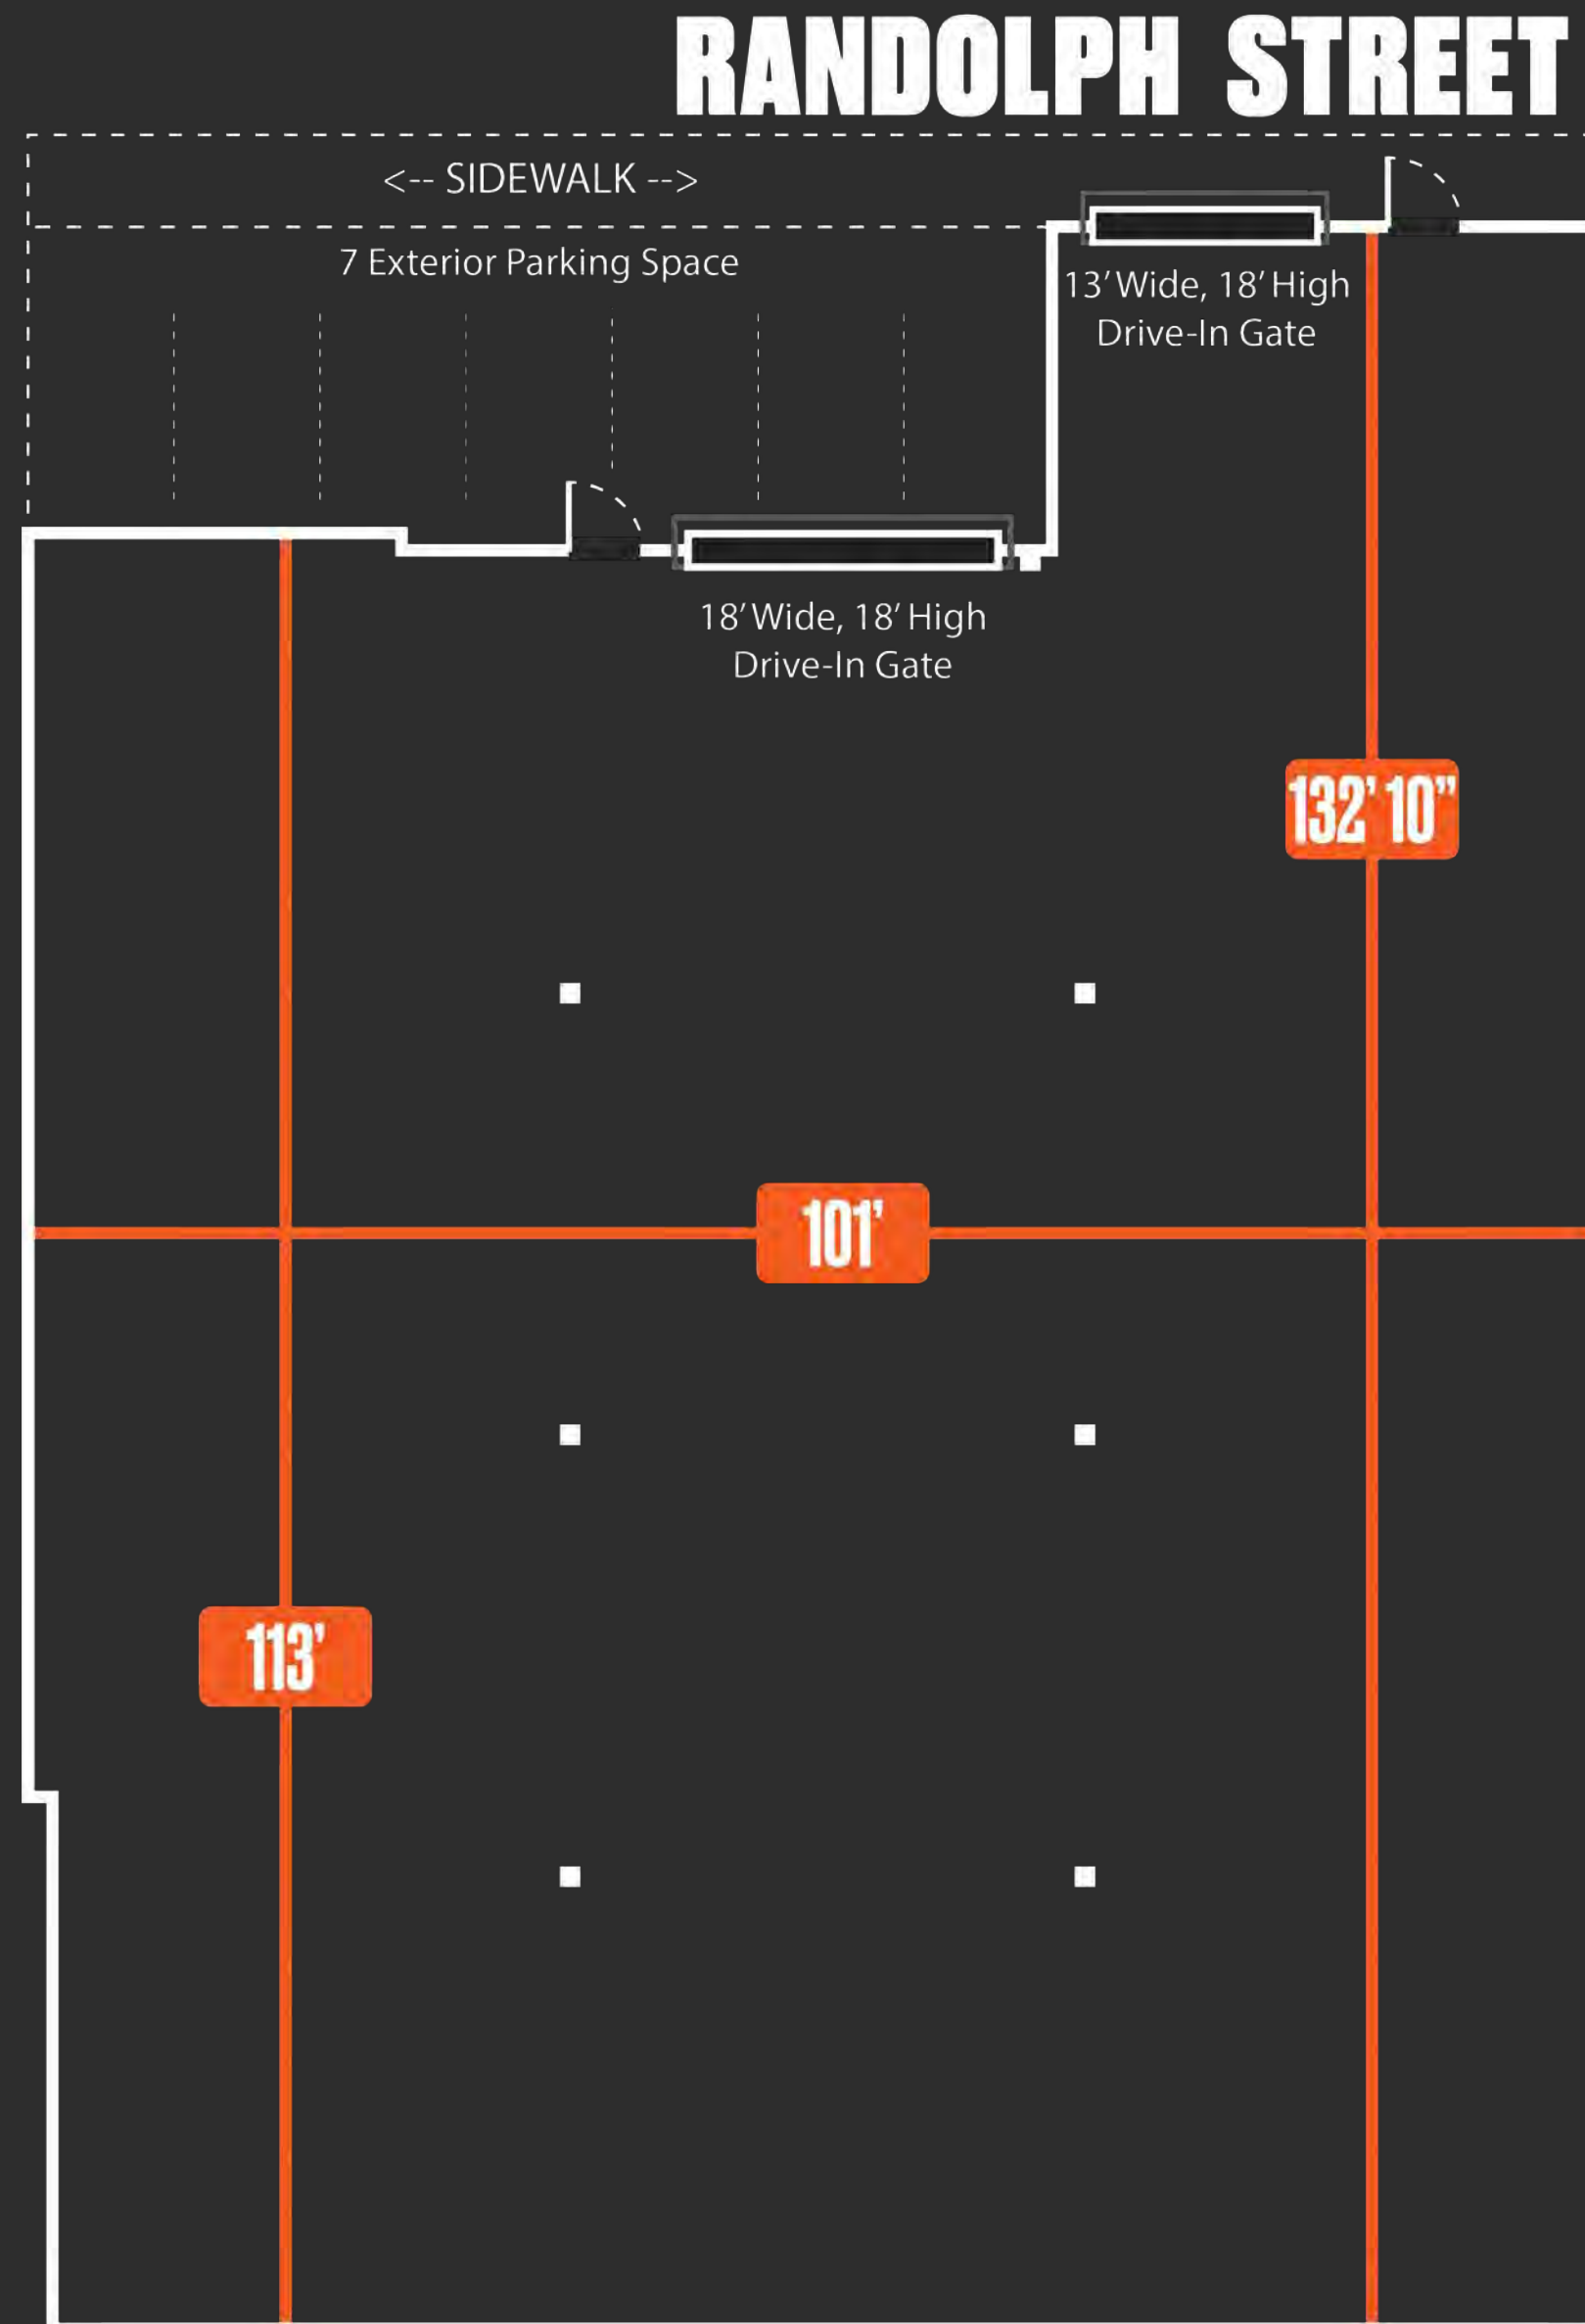 RANDOLPH STREET
<-- SIDEWALK -->
7 Exterior Parking Space
13’ Wide, 18’ High
Drive-In Gate
18’ Wide, 18’ High
Drive-In Gate
132’ 10”
101’
113’